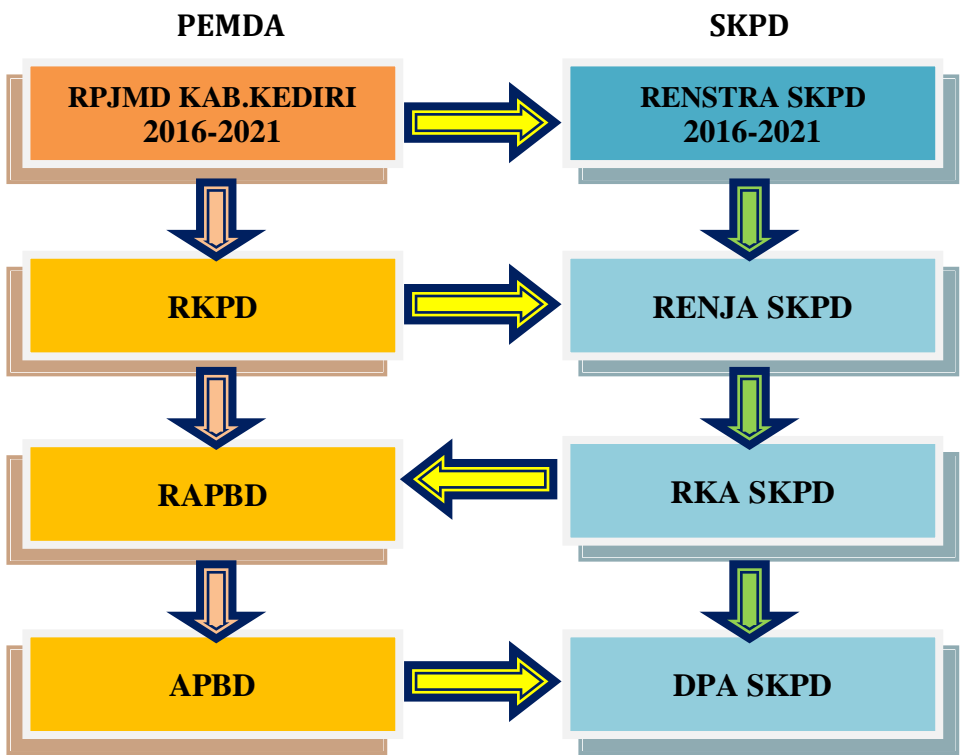 PEMDA
SKPD
RPJMD KAB.KEDIRI
2016-2021
RENSTRA SKPD
2016-2021
RKPD
RENJA SKPD
RAPBD
RKA SKPD
APBD
DPA SKPD